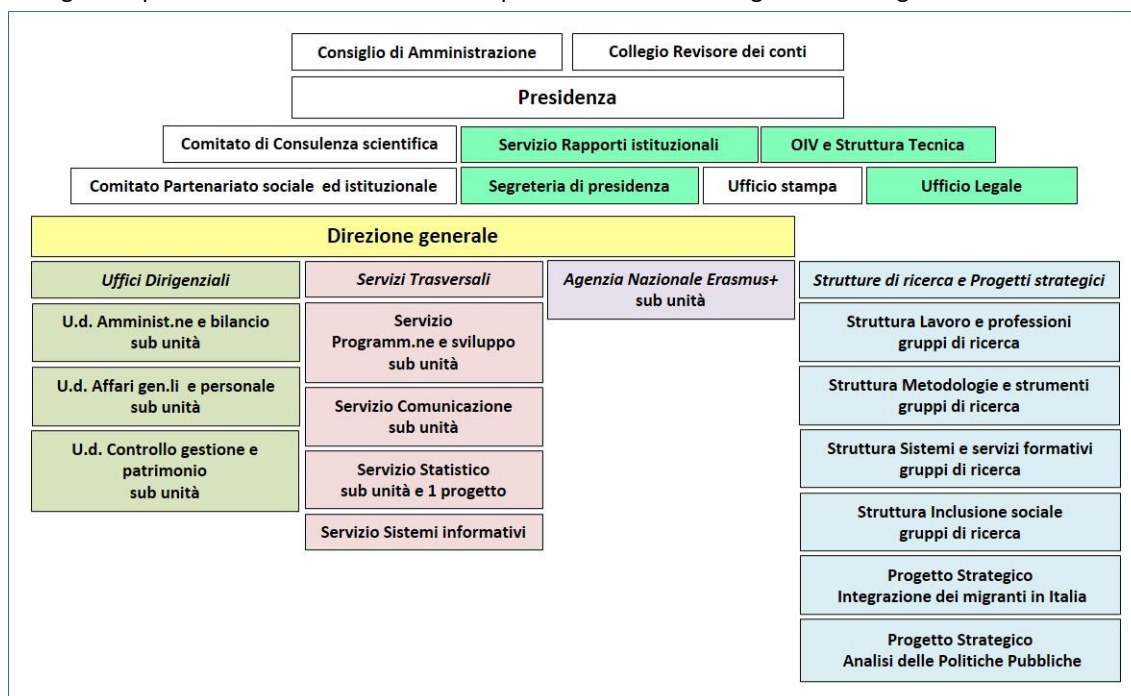 Consiglio di Amministrazione
Collegio Revisore dei conti
Presidenza
Comitato di Consulenza scientifica
Servizio Rapporti istituzionali
OIV e Struttura Tecnica
Comitato Partenariato sociale ed istituzionale
Segreteria di presidenza
Ufficio stampa
Ufficio Legale
Direzione generale
Uffici Dirigenziali
U.d. Amminist.ne e bilancio
sub unità
U.d. Affari gen.li e personale
sub unità
U.d. Controllo gestione e
patrimonio
sub unità
Servizi Trasversali
Servizio
Programm.ne e sviluppo
sub unità
Servizio Comunicazione
sub unità
Servizio Statistico
sub unità e 1 progetto
Servizio Sistemi informativi
Agenzia Nazionale Erasmus+
sub unità
Strutture di ricerca e Progetti strategici
Struttura Lavoro e professioni
gruppi di ricerca
Struttura Metodologie e strumenti
gruppi di ricerca
Struttura Sistemi e servizi formativi
gruppi di ricerca
Struttura Inclusione sociale
gruppi di ricerca
Progetto Strategico
Integrazione dei migranti in Italia
Progetto Strategico
Analisi delle Politiche Pubbliche